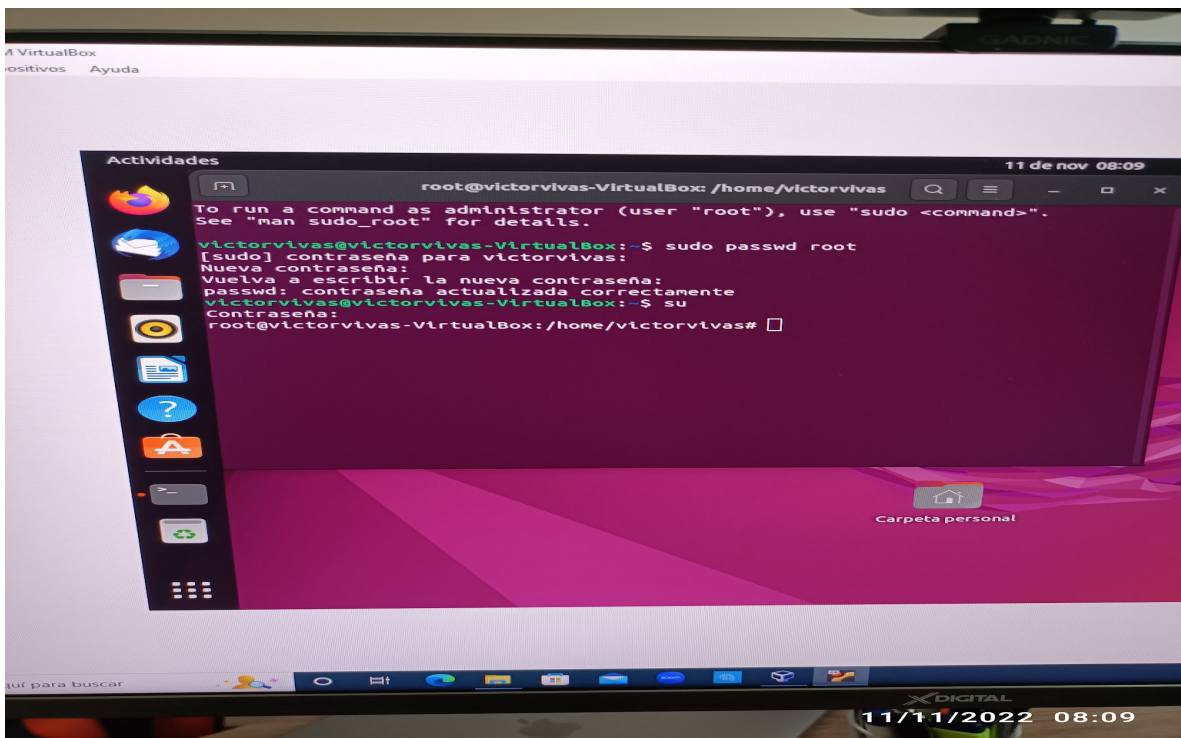 GADNIC
VirtualBox
Ayuda
Actividades
11 de nov 08:09
root@victorvivas-VirtualBox: /home/victorvivas
To run a command as administrator (user "root"), use "sudo <command>".
See "man sudo_root" for details.
victorvivas@victorvivas-VirtualBox:~$ sudo passwd root
[sudo] contraseña para victorvivas:
Nueva contraseña:
Vuelva a escribir la nueva contraseña:
passwd: contraseña actualizada correctamente
victorvivas@victorvivas-VirtualBox:~$ su
Contraseña:
root@victorvivas-VirtualBox:/home/victorvivas#
Carpeta personal
para buscar
zoom
XDIGITAL
11/11/2022 08:09